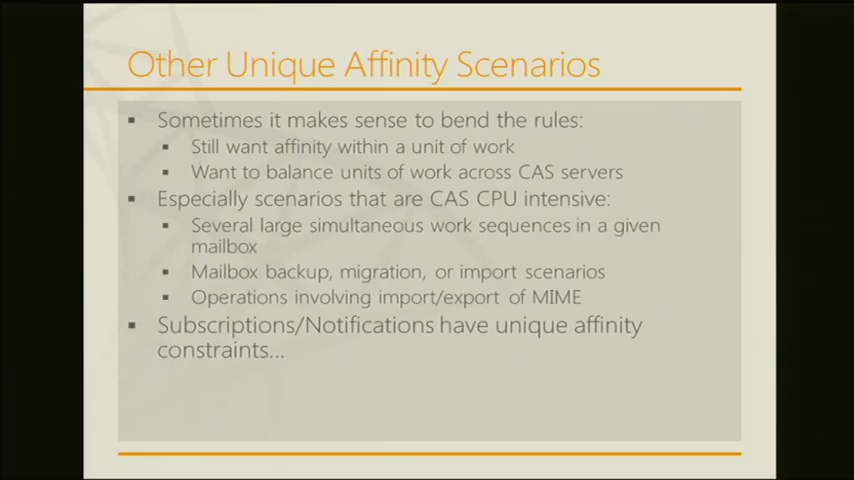 Other Unique Affinity Scenarios
▪ Sometimes it makes sense to bend the rules:
▪ Still want affinity within a unit of work
▪ Want to balance units of work across CAS servers
▪ Especially scenarios that are CAS CPU intensive:
▪ Several large simultaneous work sequences in a given
mailbox
▪ Mailbox backup, migration, or import scenarios
▪ Operations involving import/export of MIME
▪ Subscriptions/Notifications have unique affinity
constraints...